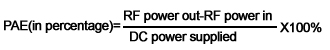 PAE(in percentage)= RF power out-RF power in X100%
DC power supplied